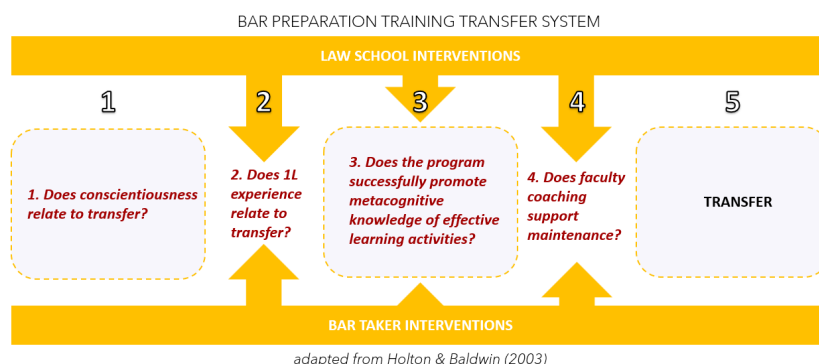 BAR PREPARATION TRAINING TRANSFER SYSTEM
LAW SCHOOL INTERVENTIONS
1
2
3
4
5
1. Does conscientiousness
relate to transfer?
2. Does 1L
experience
relate to
transfer?
3. Does the program
successfully promote
metacognitive
knowledge of effective
learning activities?
4. Does faculty
coaching
support
maintenance?
TRANSFER
BAR TAKER INTERVENTIONS
adapted from Holton & Baldwin (2003)